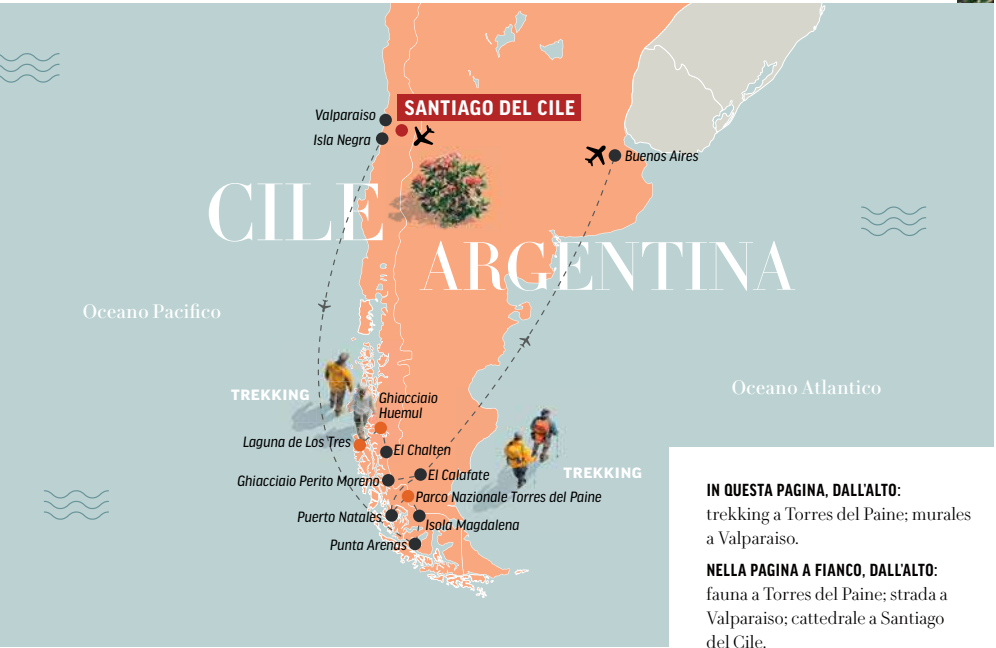 Valparaiso
SANTIAGO DEL CILE
Isla Negra
Buenos Aires
CILE
ARGENTINA
Oceano Pacifico
Oceano Atlantico
TREKKING
Ghiacciaio
Huemul
Laguna de Los Tres
El Chalten
TREKKING
Ghiacciaio Perito Moreno
El Calafate
Parco Nazionale Torres del Paine
Puerto Natales
Isola Magdalena
Punta Arenas
IN QUESTA PAGINA, DALL'ALTO:
trekking a Torres del Paine; murales
a Valparaiso.
NELLA PAGINA A FIANCO, DALL'ALTO:
fauna a Torres del Paine; strada a
Valparaiso; cattedrale a Santiago
del Cile.